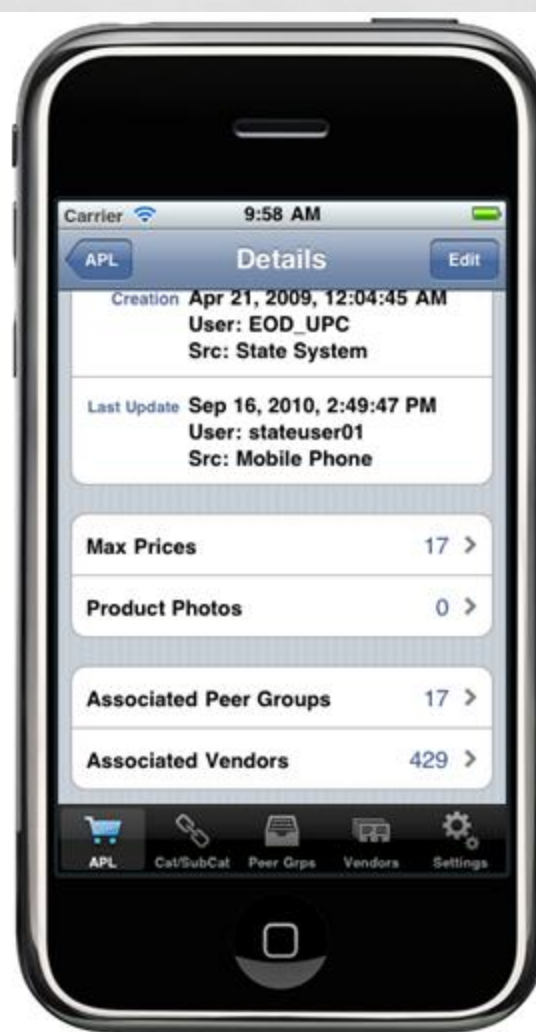 Carrier 9:58 AM
APL Details Edit
Creation Apr 21, 2009, 12:04:45 AM
User: EOD_UPC
Src: State System
Last Update Sep 16, 2010, 2:49:47 PM
User: stateuser01
Src: Mobile Phone
Max Prices 17
Product Photos 0
Associated Peer Groups 17
Associated Vendors 429
APL Cat/SubCat Peer Grps Vendors Settings